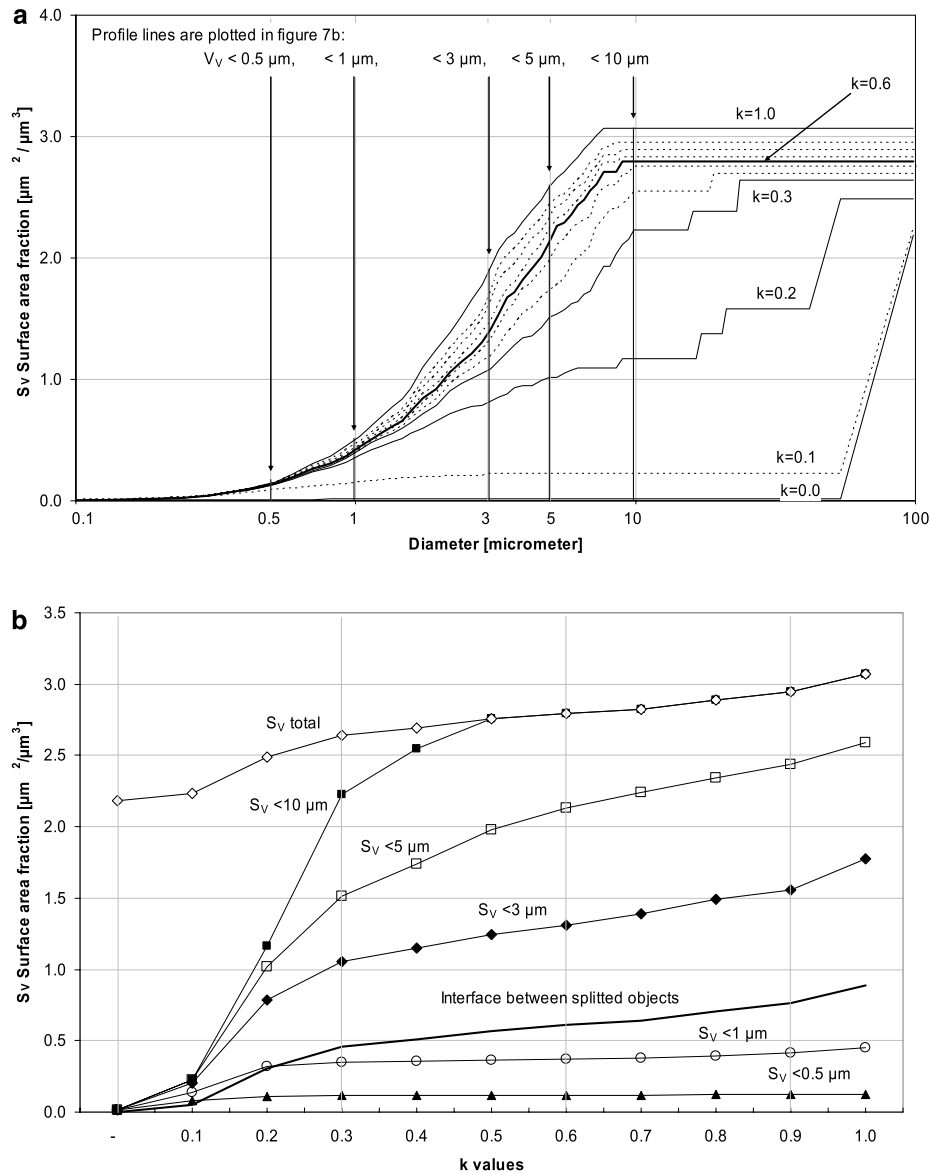 a
4.0
Profile lines are plotted in figure 7b:
VV < 0.5 µm, < 1 µm, < 3 µm, < 5 µm, < 10 µm
k=0.6
k=1.0
3.0
k=0.3
2.0
k=0.2
1.0
k=0.1
k=0.0
0.0
Sv Surface area fraction [µm 2 / µm3]
0.1 0.5 1 3 5 10 100
Diameter [micrometer]
b
3.5
3.0
SV total
2.5
SV <10 µm
2.0
SV <5 µm
1.5
SV <3 µm
1.0
Interface between splitted objects
SV <1 µm
0.5
SV <0.5 µm
0.0
Sv Surface area fraction [µm 2/µm3]
- 0.1 0.2 0.3 0.4 0.5 0.6 0.7 0.8 0.9 1.0
k values